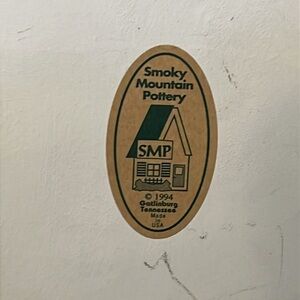 Smoky
Mountain
Pottery
SMP
© 1994
Gatlinburg
Tennessee
Made
in
USA